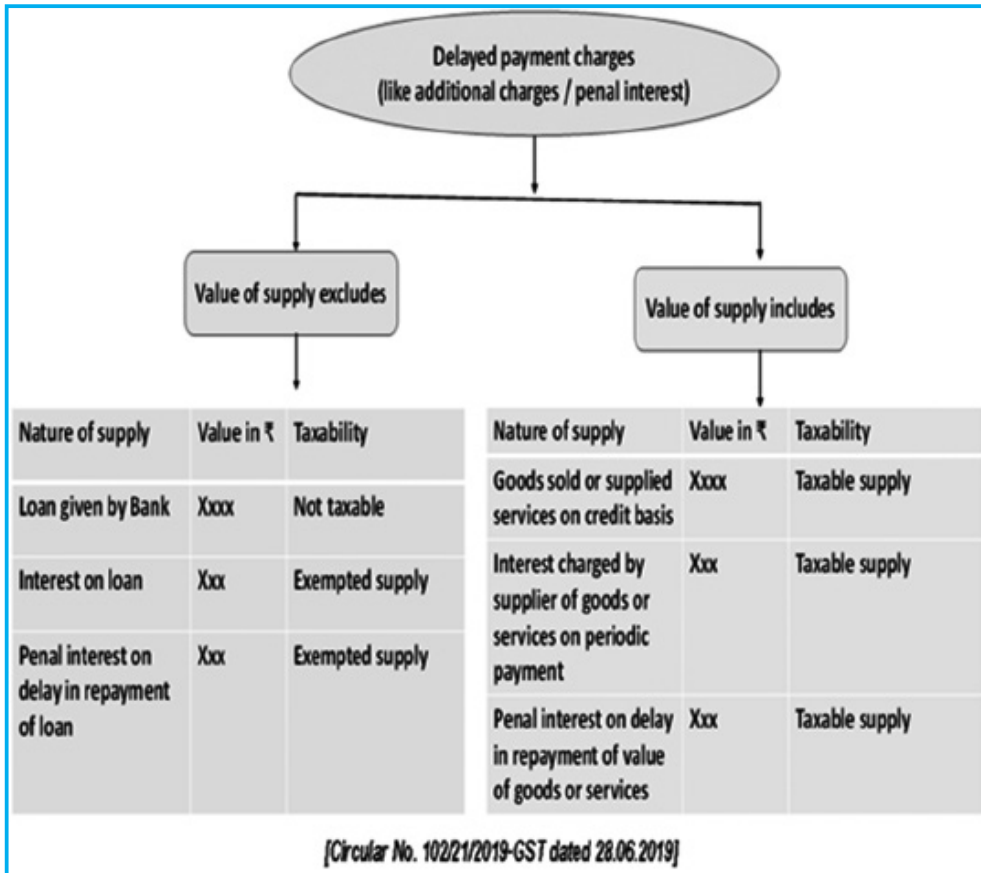 Delayed payment charges
(like additional charges / penal interest)
Value of supply excludes
Value of supply includes
Nature of supply Value in ₹ Taxability
Loan given by Bank Xxxx Not taxable
Interest on loan Xxx Exempted supply
Penal interest on Xxx Exempted supply
delay in repayment
of loan
Nature of supply Value in ₹ Taxability
Goods sold or supplied Xxxx Taxable supply
services on credit basis
Interest charged by Xxx Taxable supply
supplier of goods or
services on periodic
payment
Penal interest on delay Xxx Taxable supply
in repayment of value
of goods or services
[Circular No. 102/21/2019-GST dated 28.06.2019]